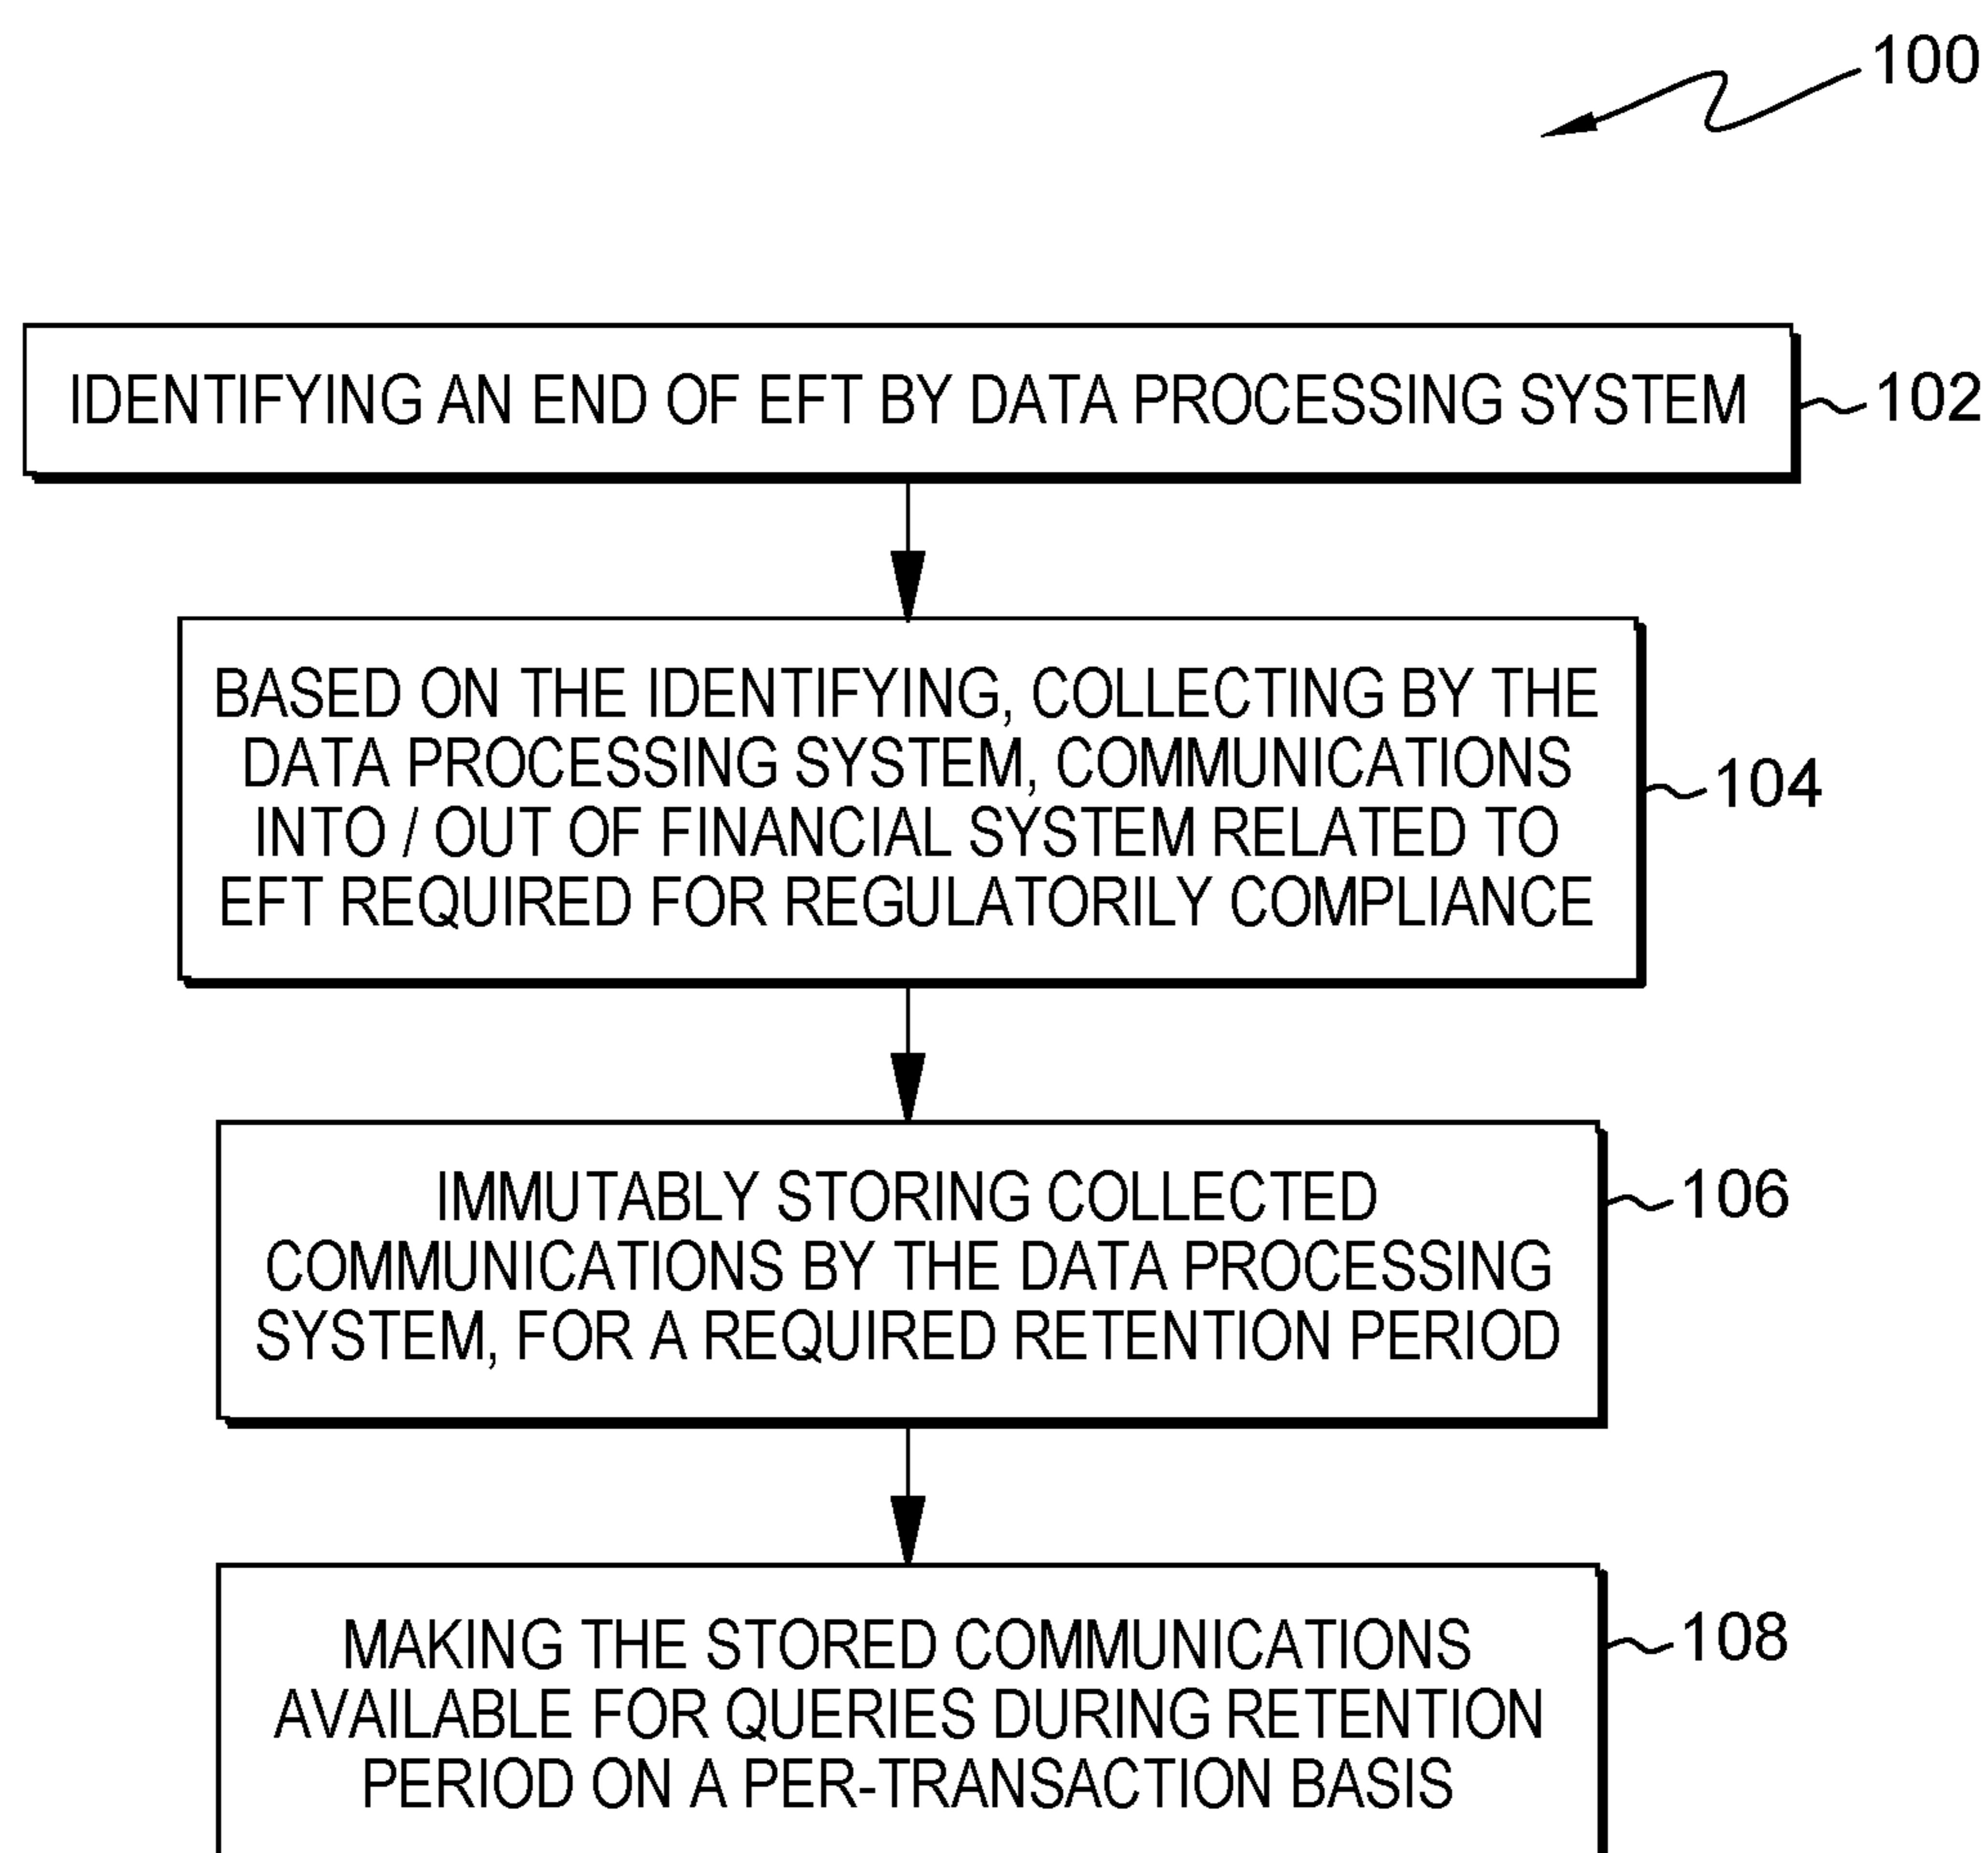 100
IDENTIFYING AN END OF EFT BY DATA PROCESSING SYSTEM
102
BASED ON THE IDENTIFYING, COLLECTING BY THE
DATA PROCESSING SYSTEM, COMMUNICATIONS
INTO / OUT OF FINANCIAL SYSTEM RELATED TO
EFT REQUIRED FOR REGULATORILY COMPLIANCE
104
IMMUTABLY STORING COLLECTED
COMMUNICATIONS BY THE DATA PROCESSING
SYSTEM, FOR A REQUIRED RETENTION PERIOD
106
MAKING THE STORED COMMUNICATIONS
AVAILABLE FOR QUERIES DURING RETENTION
PERIOD ON A PER-TRANSACTION BASIS
108